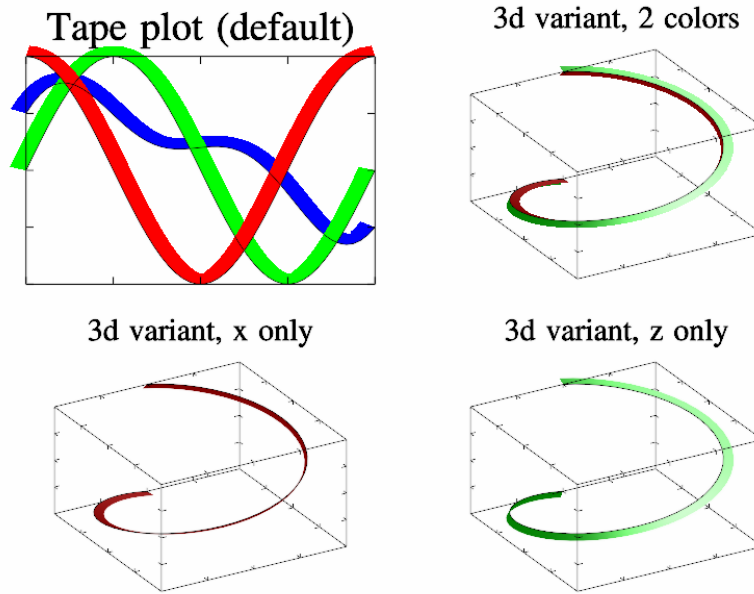 Tape plot (default)
3d variant, 2 colors
3d variant, x only
3d variant, z only